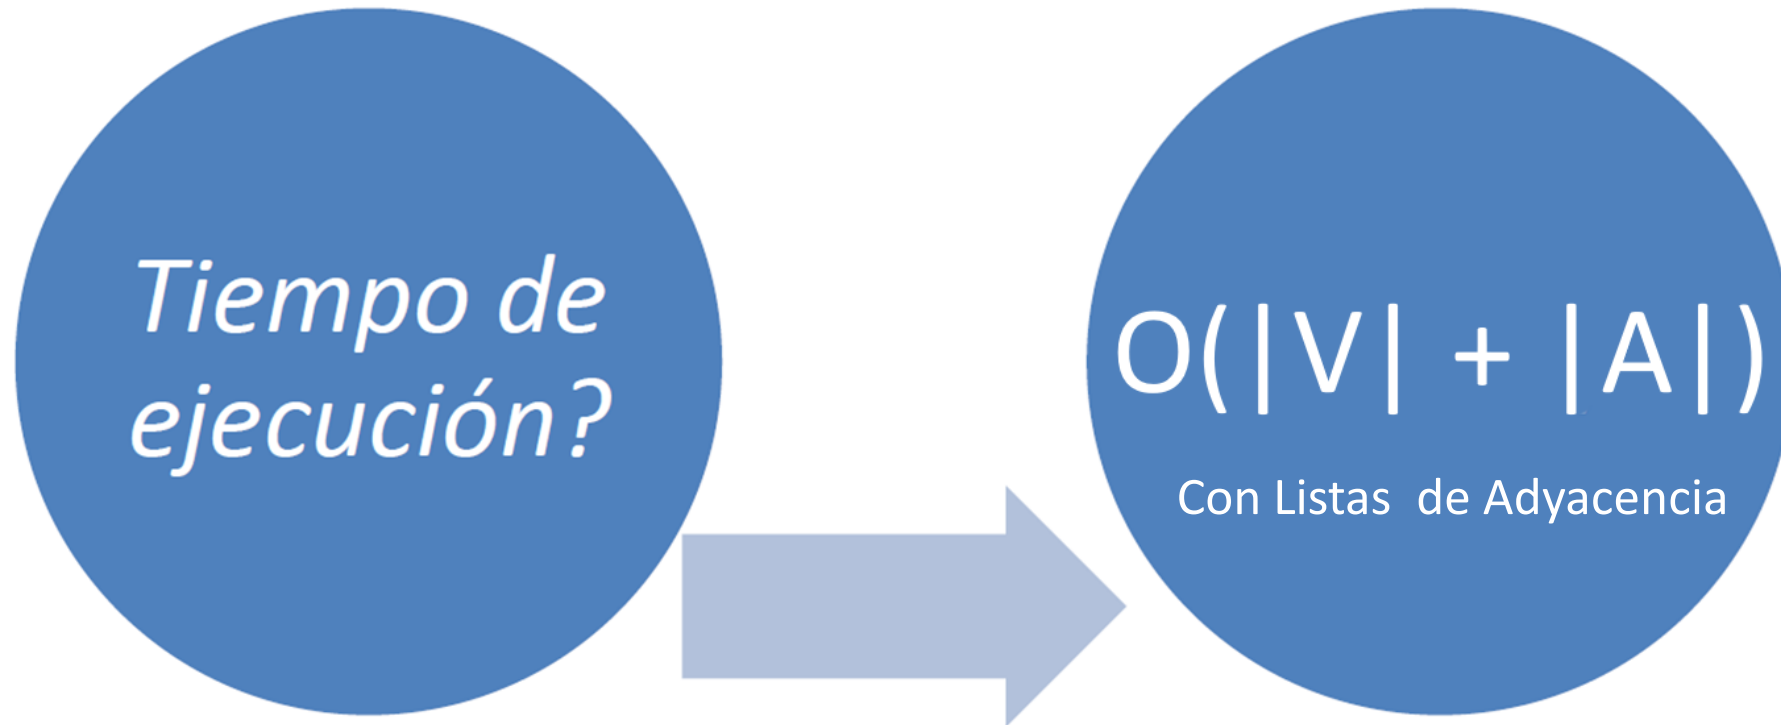 Tiempo de
ejecución?
O(|V| + |A|)
Con Listas de Adyacencia